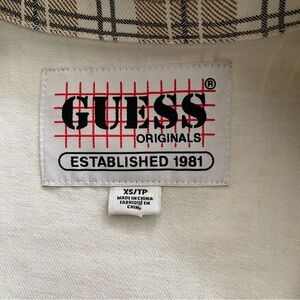 GUESS®
ORIGINALS
ESTABLISHED 1981
XS/TP
MADE IN CHINA
FABRIQUÉ EN
CHINE